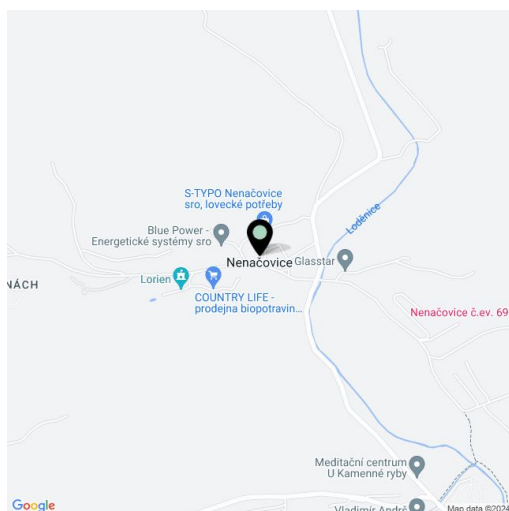 S-TYPO Nenačovice
sro, lovecké potřeby
Loděnice
Blue Power -
Energetické systémy sro
Nenačovice
Glasstar
NÁCH
Lorien
COUNTRY LIFE -
prodejna biopotravin...
Nenačovice č.ev. 69
Meditační centrum
U Kamenné ryby
Vladimír Andrš
Google
Map data ©2024